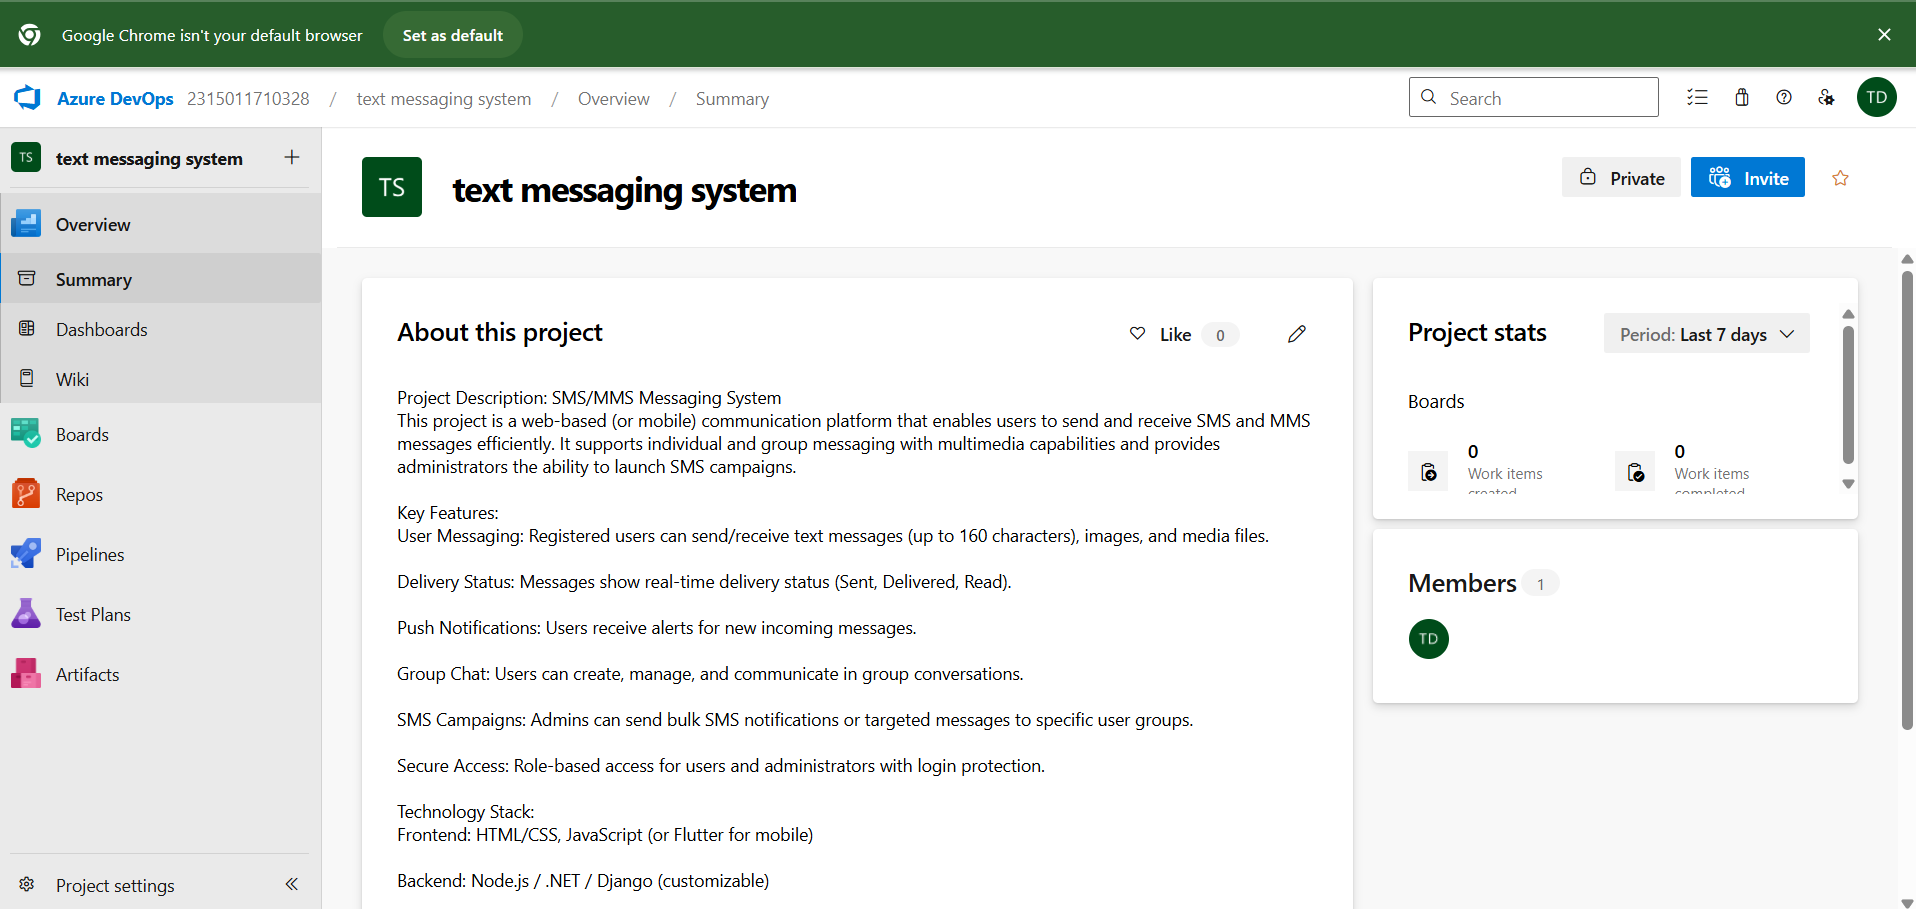 Google Chrome isn't your default browser
Set as default
Azure DevOps 2315011710328 / text messaging system / Overview / Summary
Search
TD
TS text messaging system
Overview
Summary
Dashboards
Wiki
Boards
Repos
Pipelines
Test Plans
Artifacts
Project settings
TS text messaging system
Private
Invite
About this project
Like 0
Project Description: SMS/MMS Messaging System
This project is a web-based (or mobile) communication platform that enables users to send and receive SMS and MMS
messages efficiently. It supports individual and group messaging with multimedia capabilities and provides
administrators the ability to launch SMS campaigns.
Key Features:
User Messaging: Registered users can send/receive text messages (up to 160 characters), images, and media files.
Delivery Status: Messages show real-time delivery status (Sent, Delivered, Read).
Push Notifications: Users receive alerts for new incoming messages.
Group Chat: Users can create, manage, and communicate in group conversations.
SMS Campaigns: Admins can send bulk SMS notifications or targeted messages to specific user groups.
Secure Access: Role-based access for users and administrators with login protection.
Technology Stack:
Frontend: HTML/CSS, JavaScript (or Flutter for mobile)
Backend: Node.js / .NET / Django (customizable)
Project stats
Period: Last 7 days
Boards
0
Work items
created
0
Work items
completed
Members 1
TD